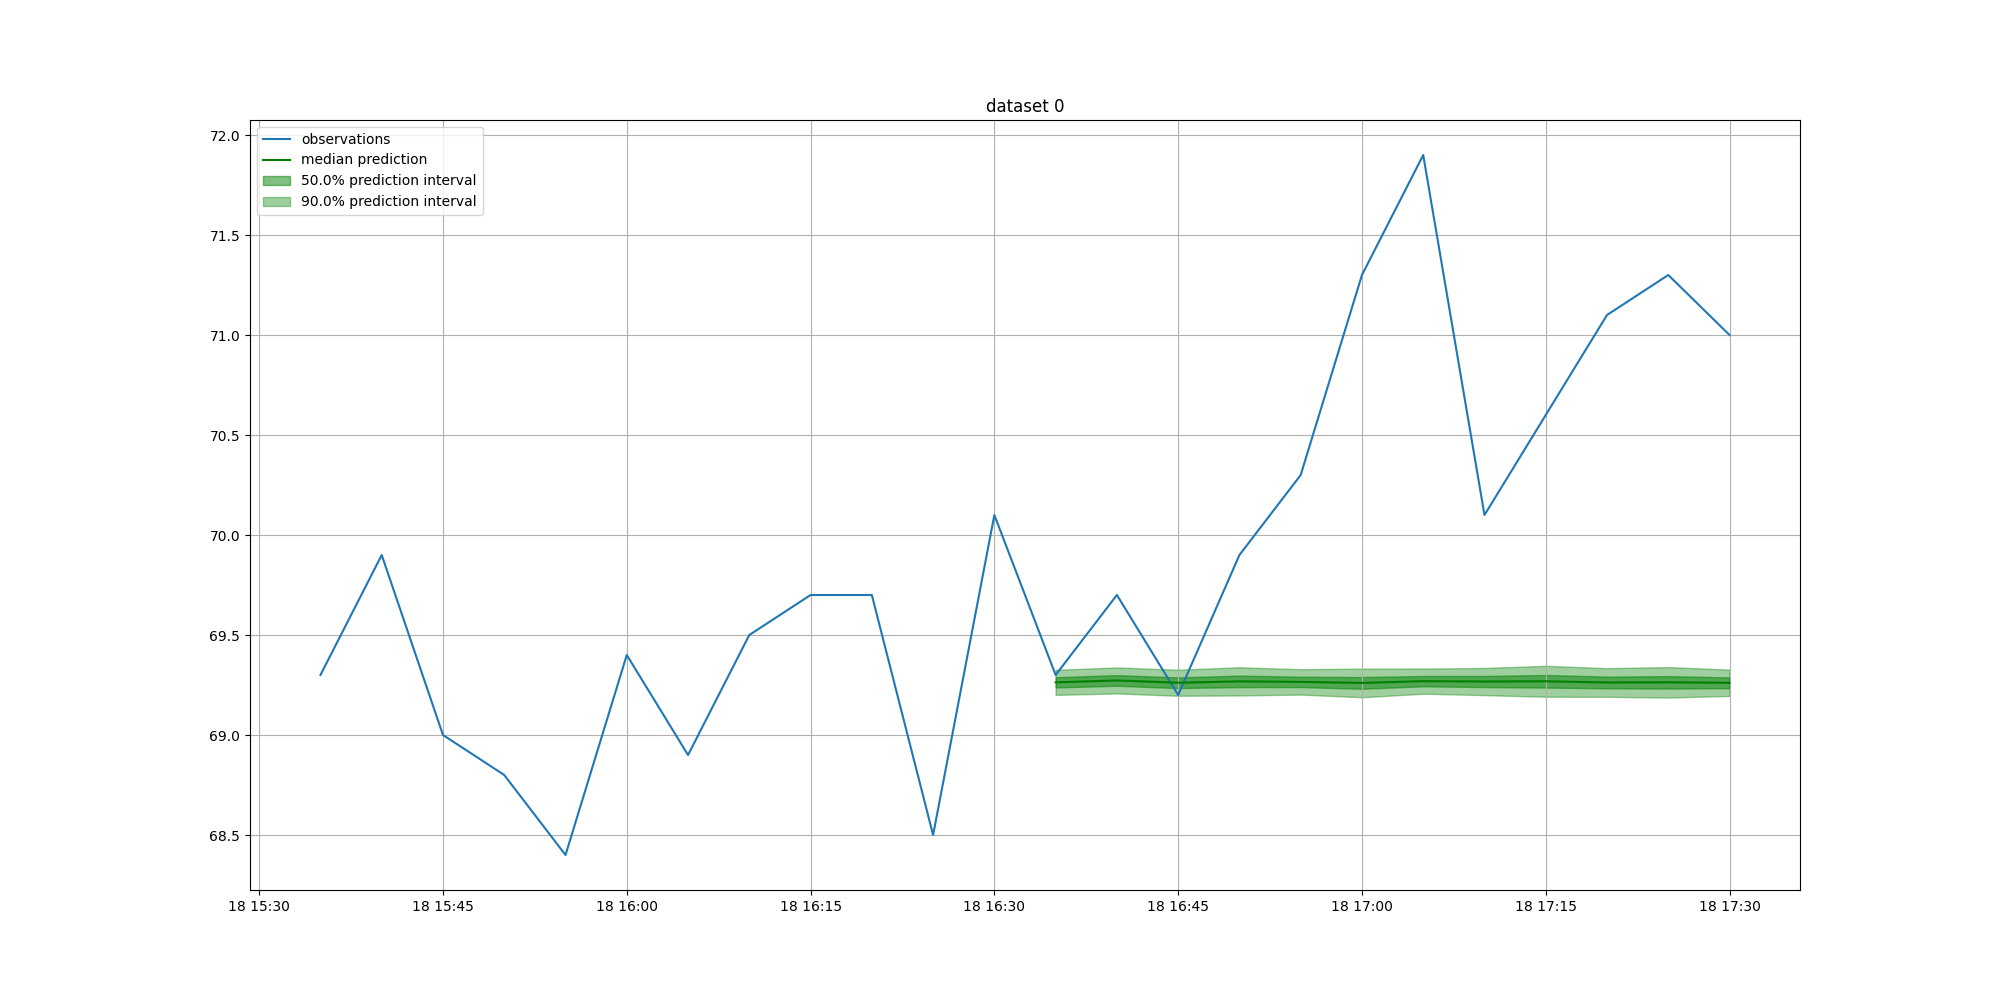 dataset 0
observations
median prediction
50.0% prediction interval
90.0% prediction interval
72.0
71.5
71.0
70.5
70.0
69.5
69.0
68.5
18 15:30 18 15:45 18 16:00 18 16:15 18 16:30 18 16:45 18 17:00 18 17:15 18 17:30